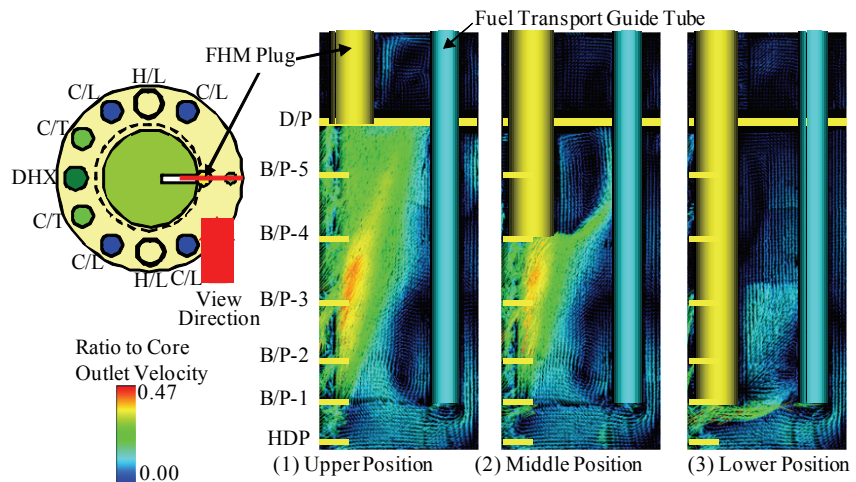 Fuel Transport Guide Tube
FHM Plug
H/L
C/L
C/L
C/T
DHX
C/T
C/L
H/L
C/L
View
Direction
D/P
B/P-5
B/P-4
B/P-3
B/P-2
B/P-1
HDP
Ratio to Core
Outlet Velocity
0.47
0.00
(1) Upper Position
(2) Middle Position
(3) Lower Position